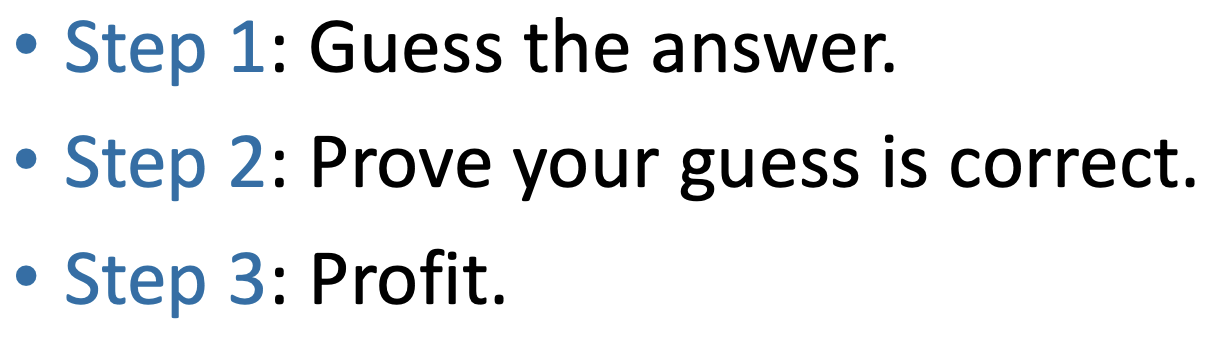 • Step 1: Guess the answer.
• Step 2: Prove your guess is correct.
• Step 3: Profit.